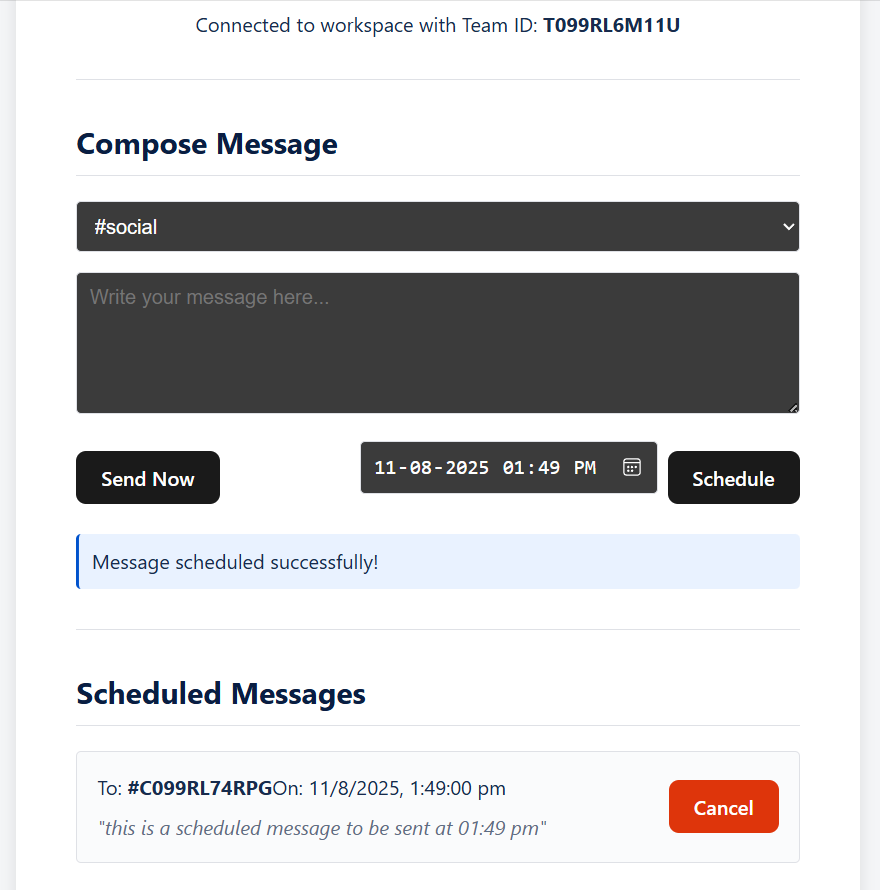 Connected to workspace with Team ID: T099RL6M11U
Compose Message
#social
Write your message here...
Send Now
11-08-2025 01:49 PM
Schedule
Message scheduled successfully!
Scheduled Messages
To: #C099RL74RPGOn: 11/8/2025, 1:49:00 pm
"this is a scheduled message to be sent at 01:49 pm"
Cancel